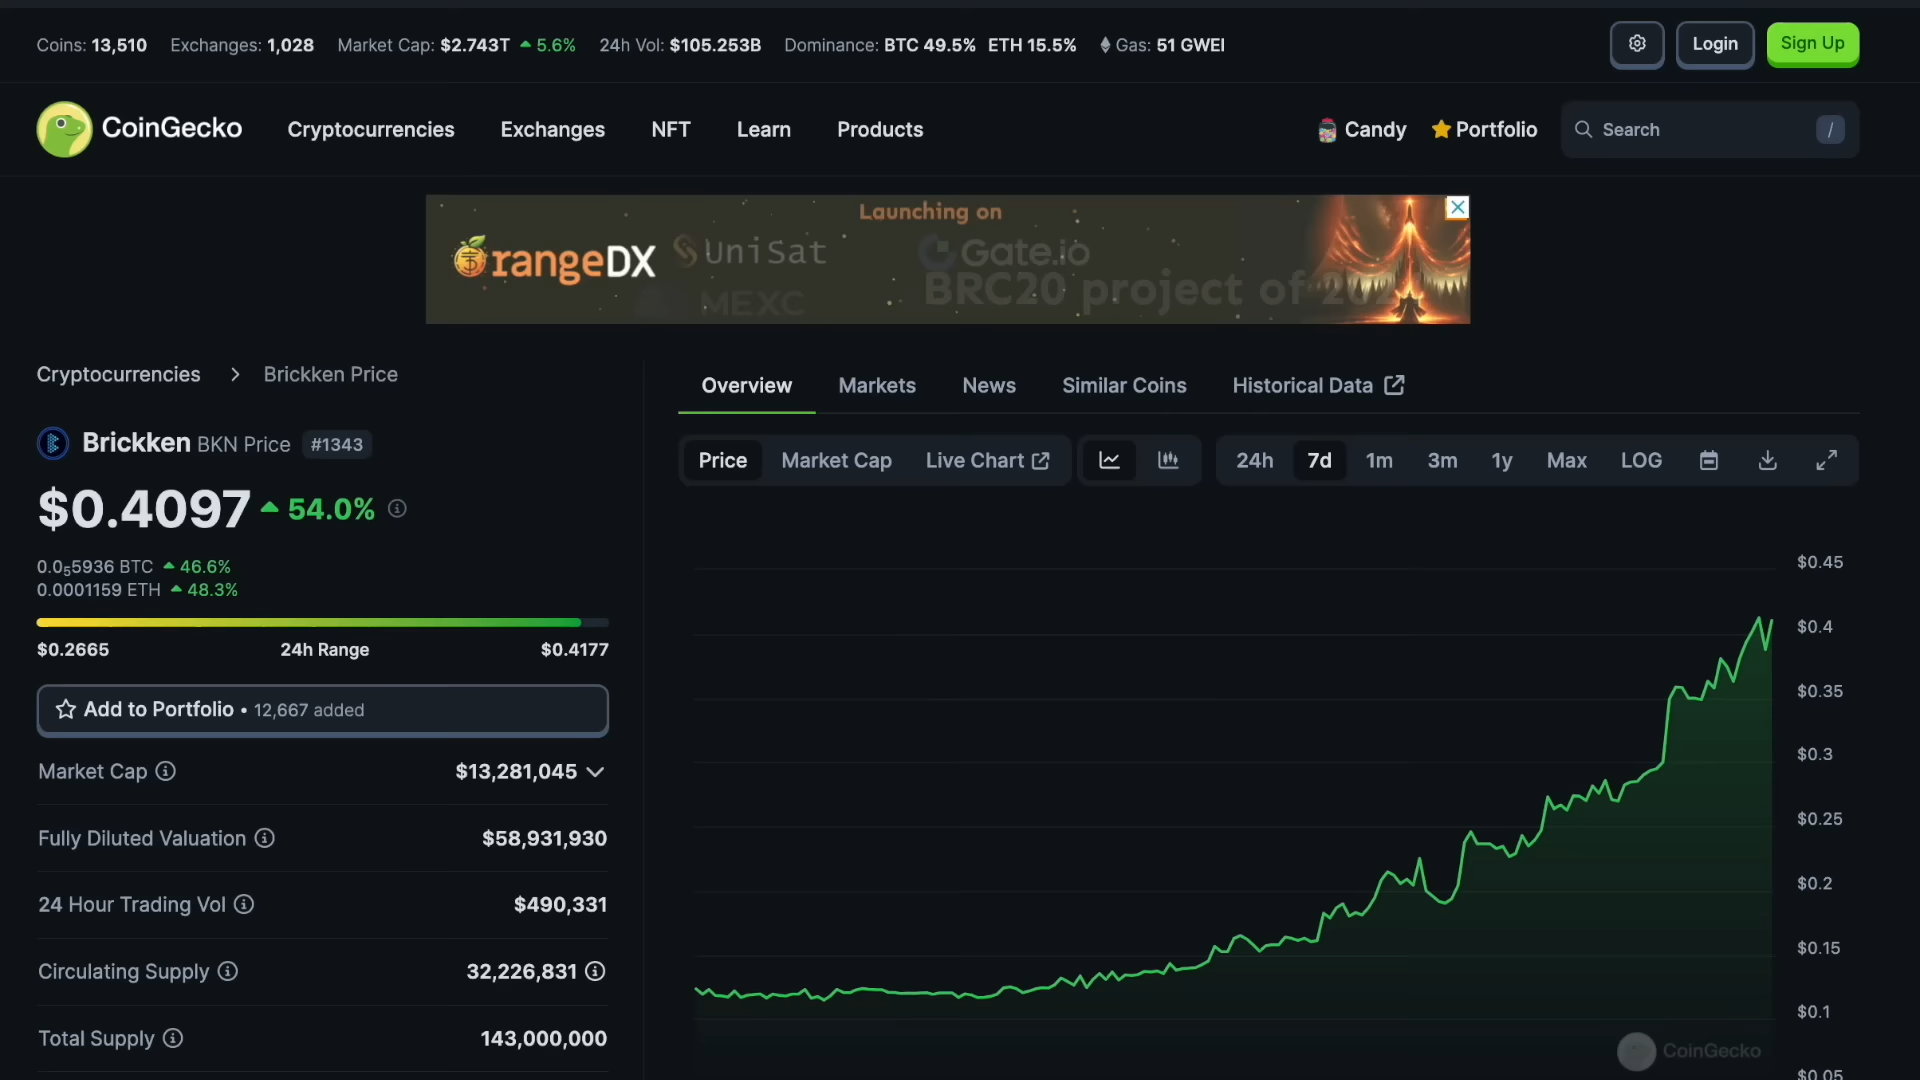 Coins: 13,510 Exchanges: 1,028 Market Cap: $2.743T 5.6% 24h Vol: $105.253B Dominance: BTC 49.5% ETH 15.5% Gas: 51 GWEI
Login
Sign Up
CoinGecko
Cryptocurrencies Exchanges NFT Learn Products
Candy Portfolio
Search /
Launching on
rangeDX
UniSat
Gate.io
MEXC
BRC20 project of
Cryptocurrencies > Brickken Price
Brickken BKN Price #1343
$0.4097 54.0%
0.0₅5936 BTC 46.6%
0.0001159 ETH 48.3%
$0.2665 24h Range $0.4177
Add to Portfolio • 12,667 added
Market Cap $13,281,045
Fully Diluted Valuation $58,931,930
24 Hour Trading Vol $490,331
Circulating Supply 32,226,831
Total Supply 143,000,000
Overview Markets News Similar Coins Historical Data
Price Market Cap Live Chart
24h 7d 1m 3m 1y Max LOG
$0.45
$0.4
$0.35
$0.3
$0.25
$0.2
$0.15
$0.1
$0.05
CoinGecko